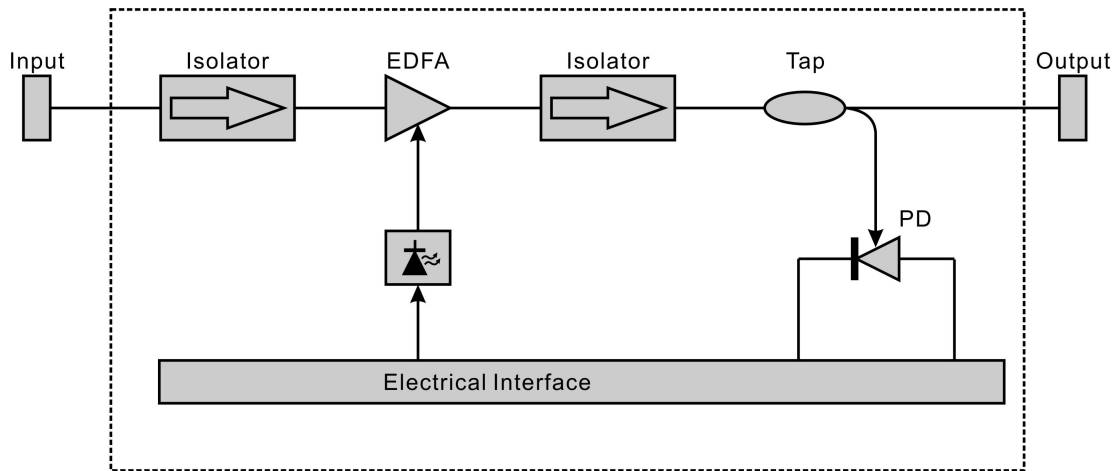 Input
Isolator
EDFA
Isolator
Tap
Output
PD
Electrical Interface